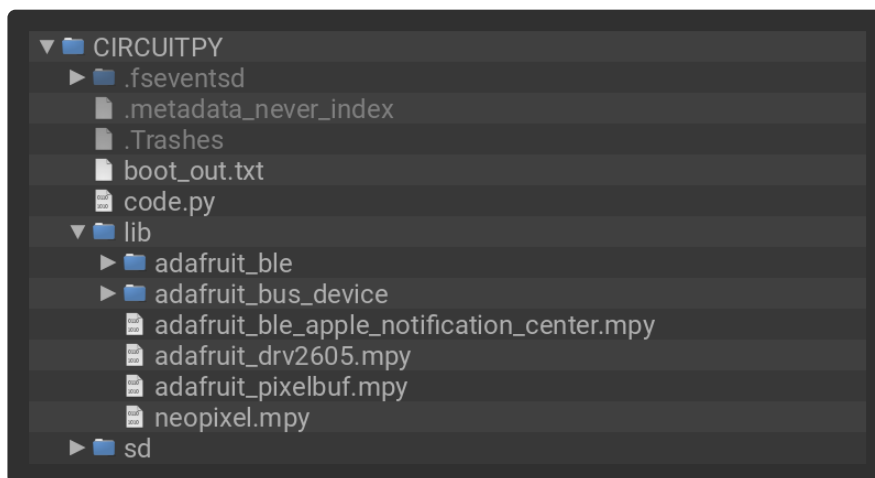 CIRCUITPY
.fseventsd
.metadata_never_index
.Trashes
boot_out.txt
code.py
lib
adafruit_ble
adafruit_bus_device
adafruit_ble_apple_notification_center.mpy
adafruit_drv2605.mpy
adafruit_pixelbuf.mpy
neopixel.mpy
sd